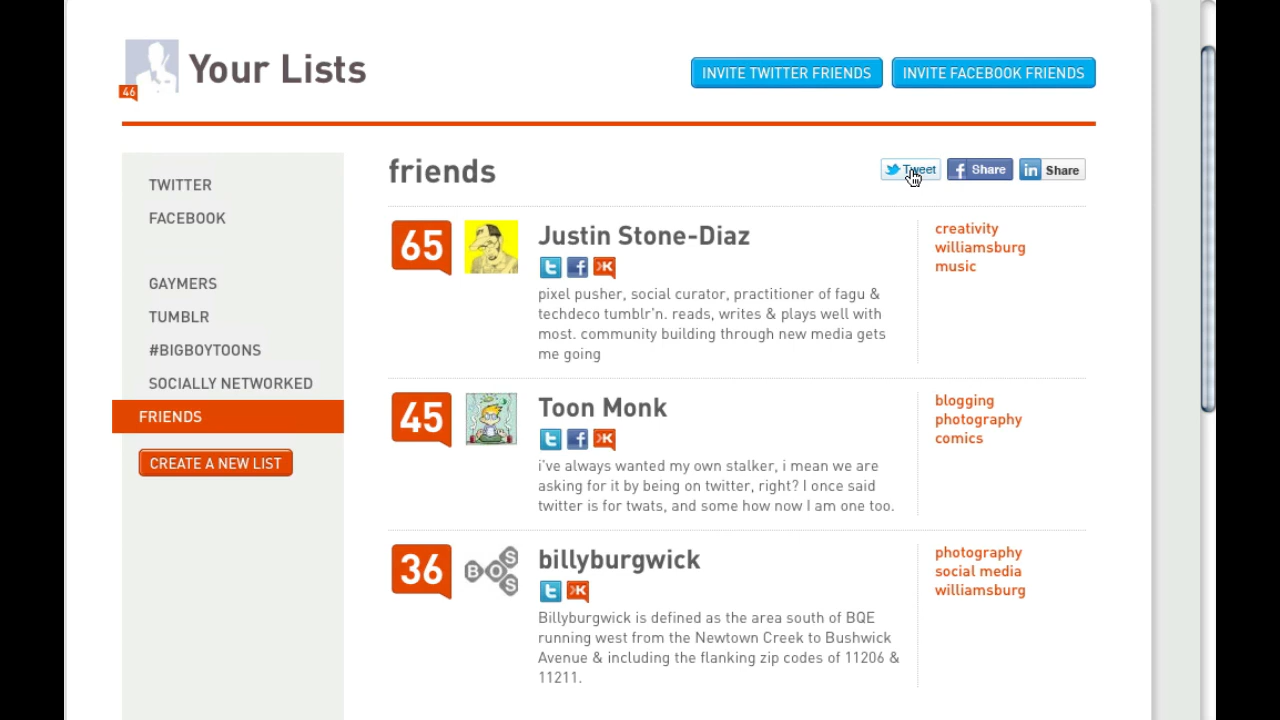 Your Lists
46
INVITE TWITTER FRIENDS
INVITE FACEBOOK FRIENDS
TWITTER
FACEBOOK
GAYMERS
TUMBLR
#BIGBOYTOONS
SOCIALLY NETWORKED
FRIENDS
CREATE A NEW LIST
friends
Tweet
f Share
in Share
65
Justin Stone-Diaz
t f K
pixel pusher, social curator, practitioner of fagu &
techdeco tumblr'n. reads, writes & plays well with
most. community building through new media gets
me going
creativity
williamsburg
music
45
Toon Monk
t f K
i've always wanted my own stalker, i mean we are
asking for it by being on twitter, right? I once said
twitter is for twats, and some how now I am one too.
blogging
photography
comics
36
BOSS
billyburgwick
t K
Billyburgwick is defined as the area south of BQE
running west from the Newtown Creek to Bushwick
Avenue & including the flanking zip codes of 11206 &
11211.
photography
social media
williamsburg